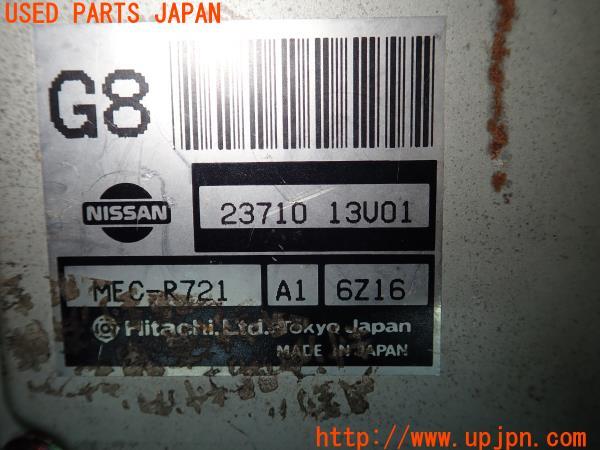 USED PARTS JAPAN
G8
NISSAN
23710 13V01
MEC-R721 A1 6Z16
Hitachi.Ltd. Tokyo Japan
MADE IN JAPAN
http://www.upjpn.com